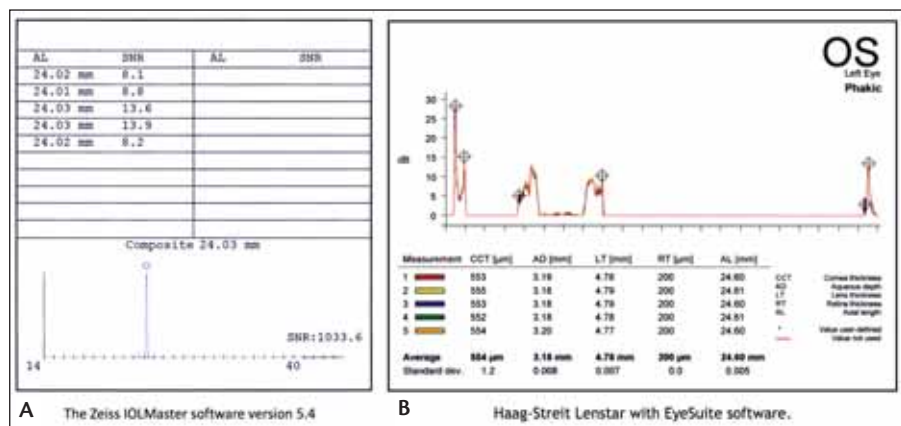 AL SNR AL SNR
24.02 mm 8.1
24.01 mm 8.8
24.03 mm 13.6
24.03 mm 13.9
24.02 mm 8.2
Composite 24.03 mm
SNR:1033.6
14 40
A The Zeiss IOLMaster software version 5.4
OS
Left Eye
Phakic
30
25
20
15
10
5
0
dB
Measurement CCT [µm] AD [mm] LT [mm] RT [µm] AL [mm]
1 553 3.19 4.78 200 24.60
2 555 3.18 4.79 200 24.61
3 553 3.18 4.79 200 24.60
4 552 3.18 4.78 200 24.61
5 554 3.20 4.77 200 24.60
Average 554 µm 3.18 mm 4.78 mm 200 µm 24.60 mm
Standard dev. 1.2 0.008 0.007 0.0 0.005
CCT Cornea thickness
AD Aqueous depth
LT Lens thickness
RT Retina thickness
AL Axial length
* Value user-defined
Value not used
B Haag-Streit Lenstar with EyeSuite software.